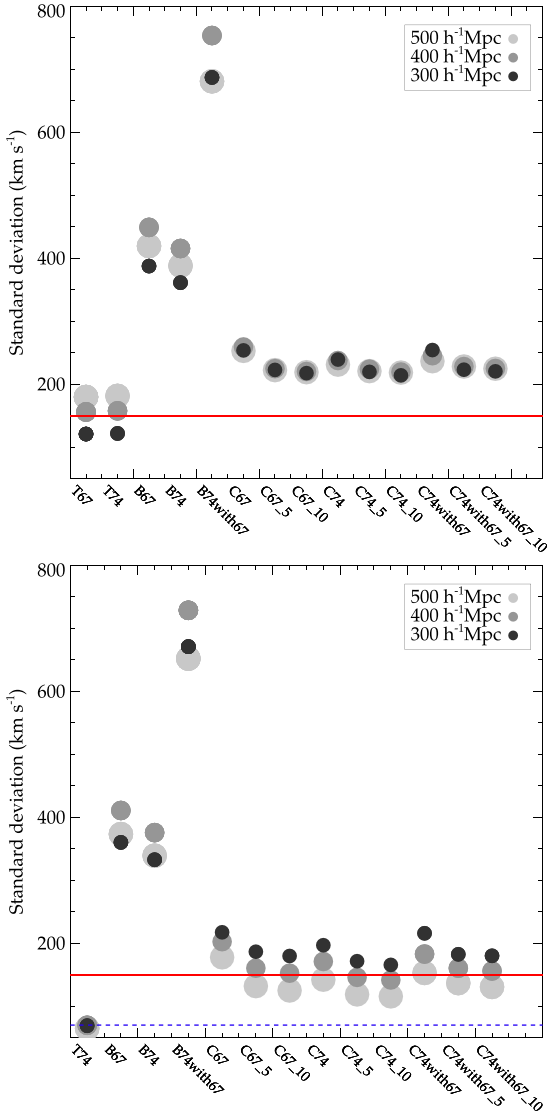 800
600
400
200
Standard deviation (km s⁻¹)
500 h⁻¹Mpc
400 h⁻¹Mpc
300 h⁻¹Mpc
T67
T74
B67
B74
B74with67
C67
C67_5
C67_10
C74
C74_5
C74_10
C74with67
C74with67_5
C74with67_10
800
600
400
200
Standard deviation (km s⁻¹)
500 h⁻¹Mpc
400 h⁻¹Mpc
300 h⁻¹Mpc
T74
B67
B74
B74with67
C67
C67_5
C67_10
C74
C74_5
C74_10
C74with67
C74with67_5
C74with67_10